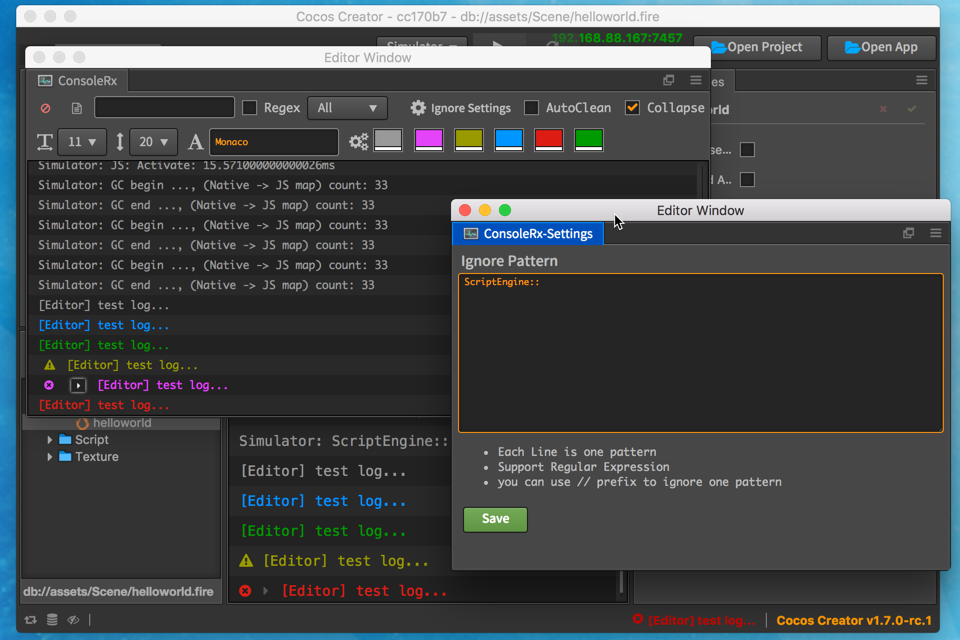 Cocos Creator - cc170b7 - db://assets/Scene/helloworld.fire
Simulator
192.168.88.167:7457
Open Project
Open App
Editor Window
ConsoleRx
Regex
All
Ignore Settings
AutoClean
Collapse
11
20
Monaco
Simulator: JS: Activate: 15.571000000000026ms
Simulator: GC begin ..., (Native -> JS map) count: 33
Simulator: GC end ..., (Native -> JS map) count: 33
Simulator: GC begin ..., (Native -> JS map) count: 33
Simulator: GC end ..., (Native -> JS map) count: 33
Simulator: GC begin ..., (Native -> JS map) count: 33
Simulator: GC end ..., (Native -> JS map) count: 33
[Editor] test log...
[Editor] test log...
[Editor] test log...
[Editor] test log...
[Editor] test log...
[Editor] test log...
Editor Window
ConsoleRx-Settings
Ignore Pattern
ScriptEngine::
• Each Line is one pattern
• Support Regular Expression
• you can use // prefix to ignore one pattern
Save
helloworld
Script
Texture
Simulator: ScriptEngine::
[Editor] test log...
[Editor] test log...
[Editor] test log...
[Editor] test log...
[Editor] test log...
db://assets/Scene/helloworld.fire
[Editor] test log...
Cocos Creator v1.7.0-rc.1